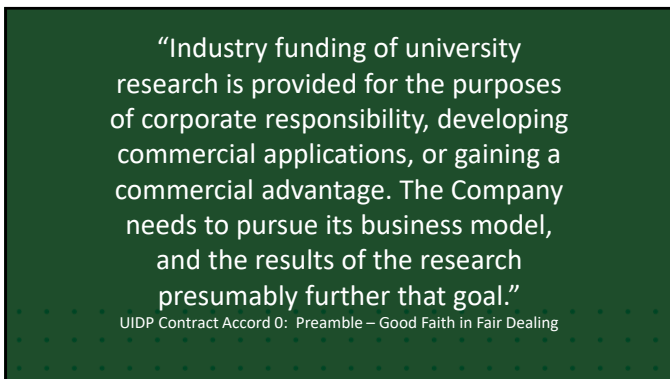 “Industry funding of university
research is provided for the purposes
of corporate responsibility, developing
commercial applications, or gaining a
commercial advantage. The Company
needs to pursue its business model,
and the results of the research
presumably further that goal.”
UIDP Contract Accord 0:  Preamble – Good Faith in Fair Dealing